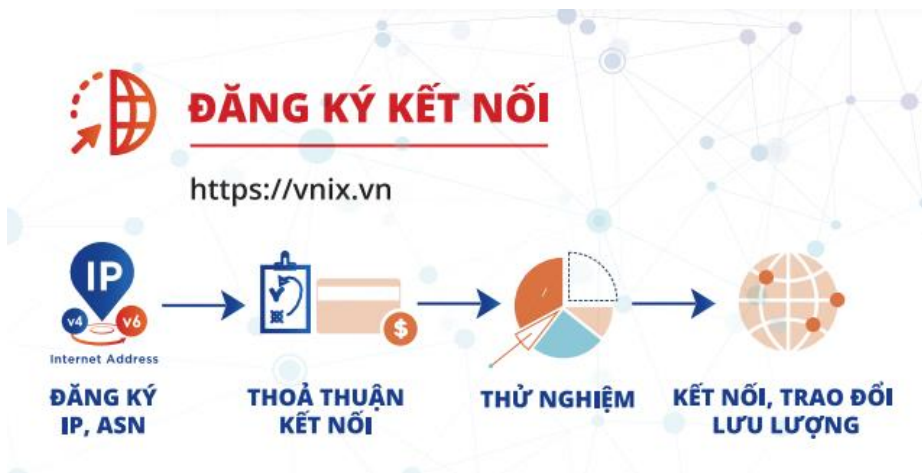 ĐĂNG KÝ KẾT NỐI
https://vnix.vn
IP
v4
v6
Internet Address
$
ĐĂNG KÝ
IP, ASN
THOẢ THUẬN
KẾT NỐI
THỬ NGHIỆM
KẾT NỐI, TRAO ĐỔI
LƯU LƯỢNG